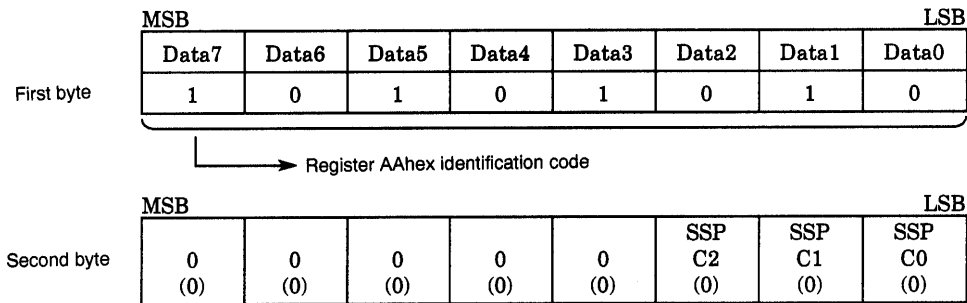 MSB LSB
Data7 Data6 Data5 Data4 Data3 Data2 Data1 Data0
First byte 1 0 1 0 1 0 1 0
Register AAhex identification code
MSB LSB
SSP SSP SSP
Second byte 0 0 0 0 0 C2 C1 C0
(0) (0) (0) (0) (0) (0) (0) (0)